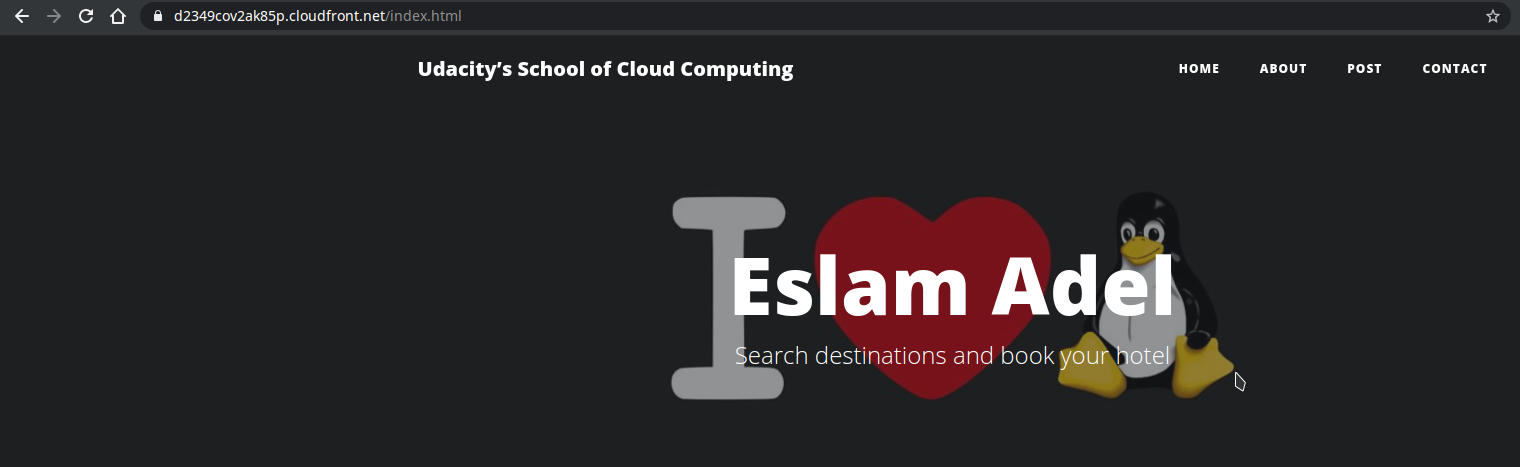 d2349cov2ak85p.cloudfront.net/index.html
Udacity’s School of Cloud Computing
HOME ABOUT POST CONTACT
I
Eslam Adel
Search destinations and book your hotel